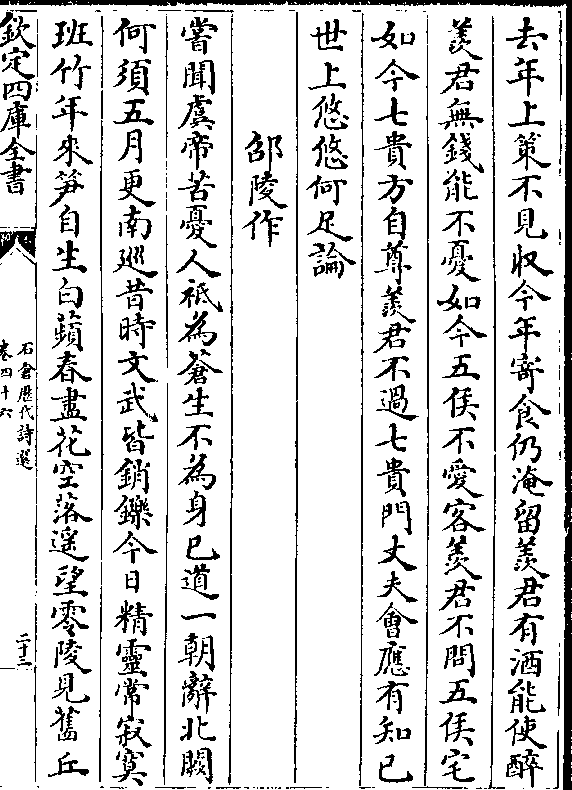 去年上策不見収今年寄食仍淹留羨君有酒能使醉
羨君無錢能不憂如今五侯不愛客羨君不問五侯宅
如今七貴方自尊羨君不過七貴門丈夫會應有知已
世上悠悠何足論
邵陵作
嘗聞虞帝苦憂人祗為蒼生不為身已道一朝辭北闕
何須五月更南廵昔時文武皆銷鑠今日精靈常寂寞
班竹年來笋自生白蘋春盡花空落遥望零陵見舊丘
欽定四庫全書
石倉歷代詩選
卷四十六
二十三